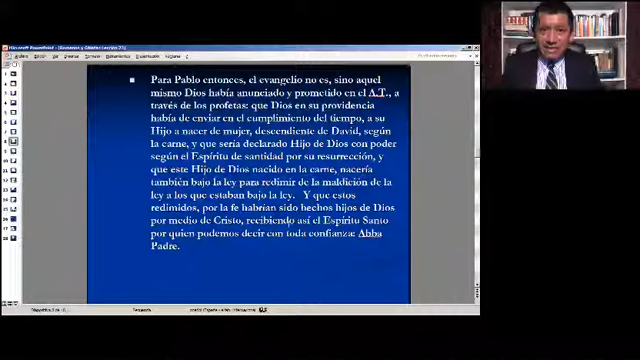 Para Pablo entonces, el evangelio no es, sino aquel
mismo Dios había anunciado y prometido en el A.T., a
través de los profetas: que Dios en su providencia
había de enviar en el cumplimiento del tiempo, a su
Hijo a nacer de mujer, descendiente de David, según
la carne, y que sería declarado Hijo de Dios con poder
según el Espíritu de santidad por su resurrección, y
que este Hijo de Dios nacido en la carne, nacería
también bajo la ley para redimir de la maldición de la
ley a los que estaban bajo la ley. Y que estos
redimidos, por la fe habrían sido hechos hijos de Dios
por medio de Cristo, recibiendo así el Espíritu Santo
por quien podemos decir con toda confianza: Abba
Padre.